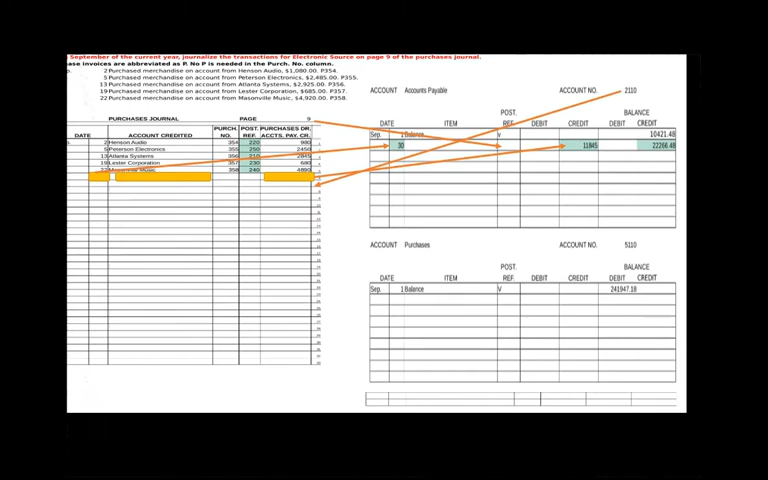 September of the current year, journalize the transactions for Electronic Source on page 9 of the purchases journal.
ase invoices are abbreviated as P. No P is needed in the Purch. No. column.
2 Purchased merchandise on account from Henson Audio, $1,080.00. P354.
5 Purchased merchandise on account from Peterson Electronics, $2,485.00. P355.
13 Purchased merchandise on account from Atlanta Systems, $2,925.00. P356.
19 Purchased merchandise on account from Lester Corporation, $685.00. P357
22 Purchased merchandise on account from Masonville Music, $4,920.00. P358.
PURCHASES JOURNAL PAGE 9
DATE ACCOUNT CREDITED PURCH. NO. POST. REF. PURCHASES DR. ACCTS. PAY. CR.
2 Henson Audio 354 220 980
5 Peterson Electronics 355 250 2450
13 Atlanta Systems 356 210 2845
19 Lester Corporation 357 230 680
22 Masonville Music 358 240 4890
ACCOUNT Accounts Payable ACCOUNT NO. 2110
POST. BALANCE
DATE ITEM REF. DEBIT CREDIT DEBIT CREDIT
Sep. 1 Balance V 10421.48
30 11845 22266.48
ACCOUNT Purchases ACCOUNT NO. 5110
POST. BALANCE
DATE ITEM REF. DEBIT CREDIT DEBIT CREDIT
Sep. 1 Balance V 241947.18